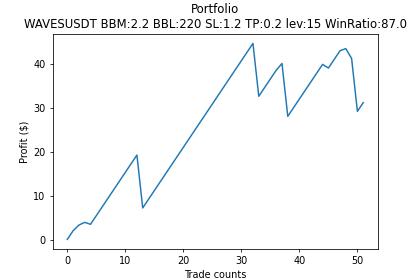 Portfolio
WAVESUSDT BBM:2.2 BBL:220 SL:1.2 TP:0.2 lev:15 WinRatio:87.0
40
30
20
10
0
Profit ($)
0 10 20 30 40 50
Trade counts